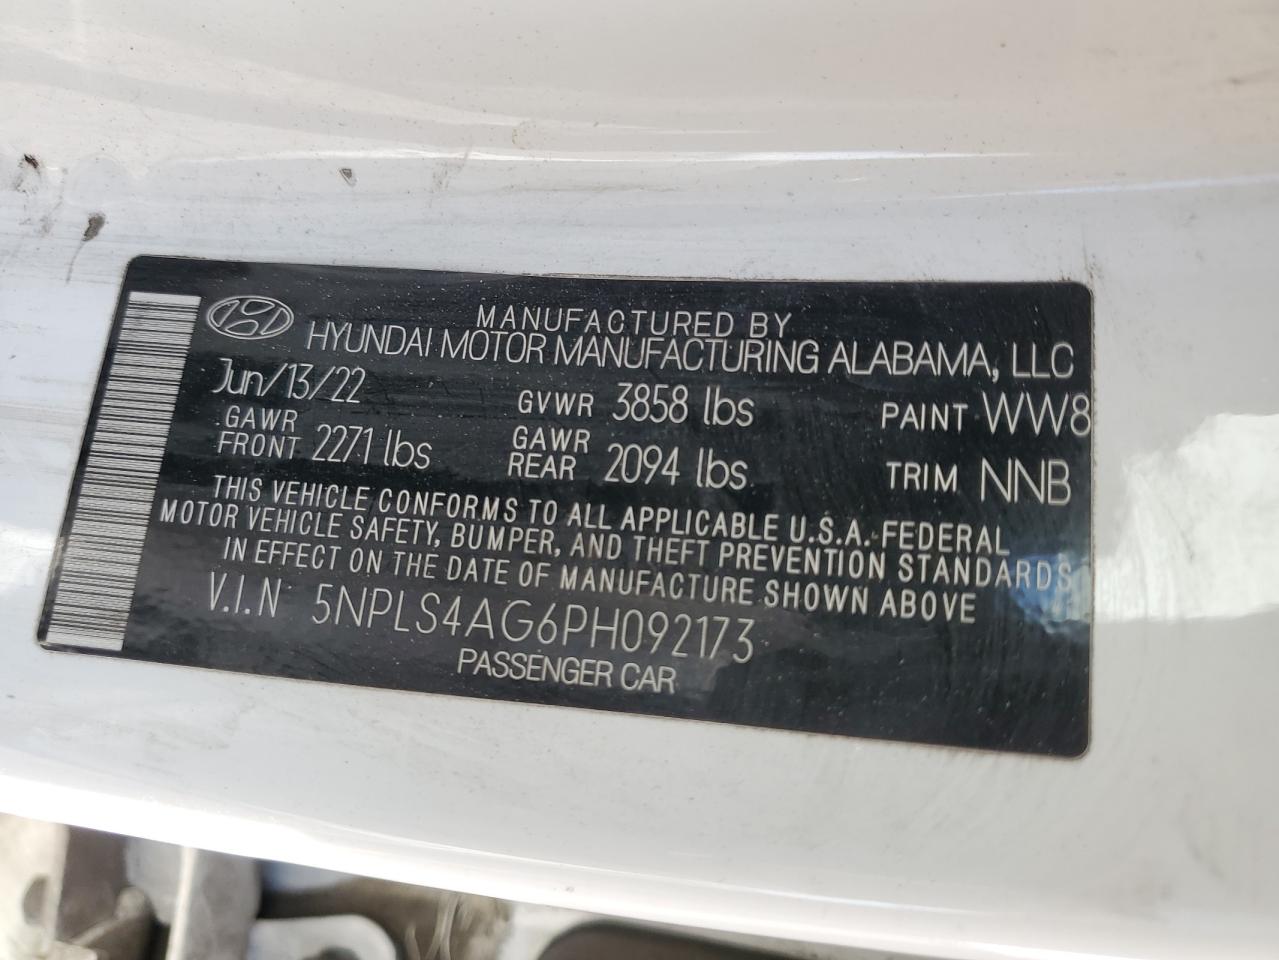 MANUFACTURED BY
HYUNDAI MOTOR MANUFACTURING ALABAMA, LLC
Jun/13/22 GVWR 3858 lbs PAINT WW8
GAWR FRONT 2271 lbs GAWR REAR 2094 lbs TRIM NNB
THIS VEHICLE CONFORMS TO ALL APPLICABLE U.S.A. FEDERAL
MOTOR VEHICLE SAFETY, BUMPER, AND THEFT PREVENTION STANDARDS
IN EFFECT ON THE DATE OF MANUFACTURE SHOWN ABOVE
V.I.N 5NPLS4AG6PH092173
PASSENGER CAR